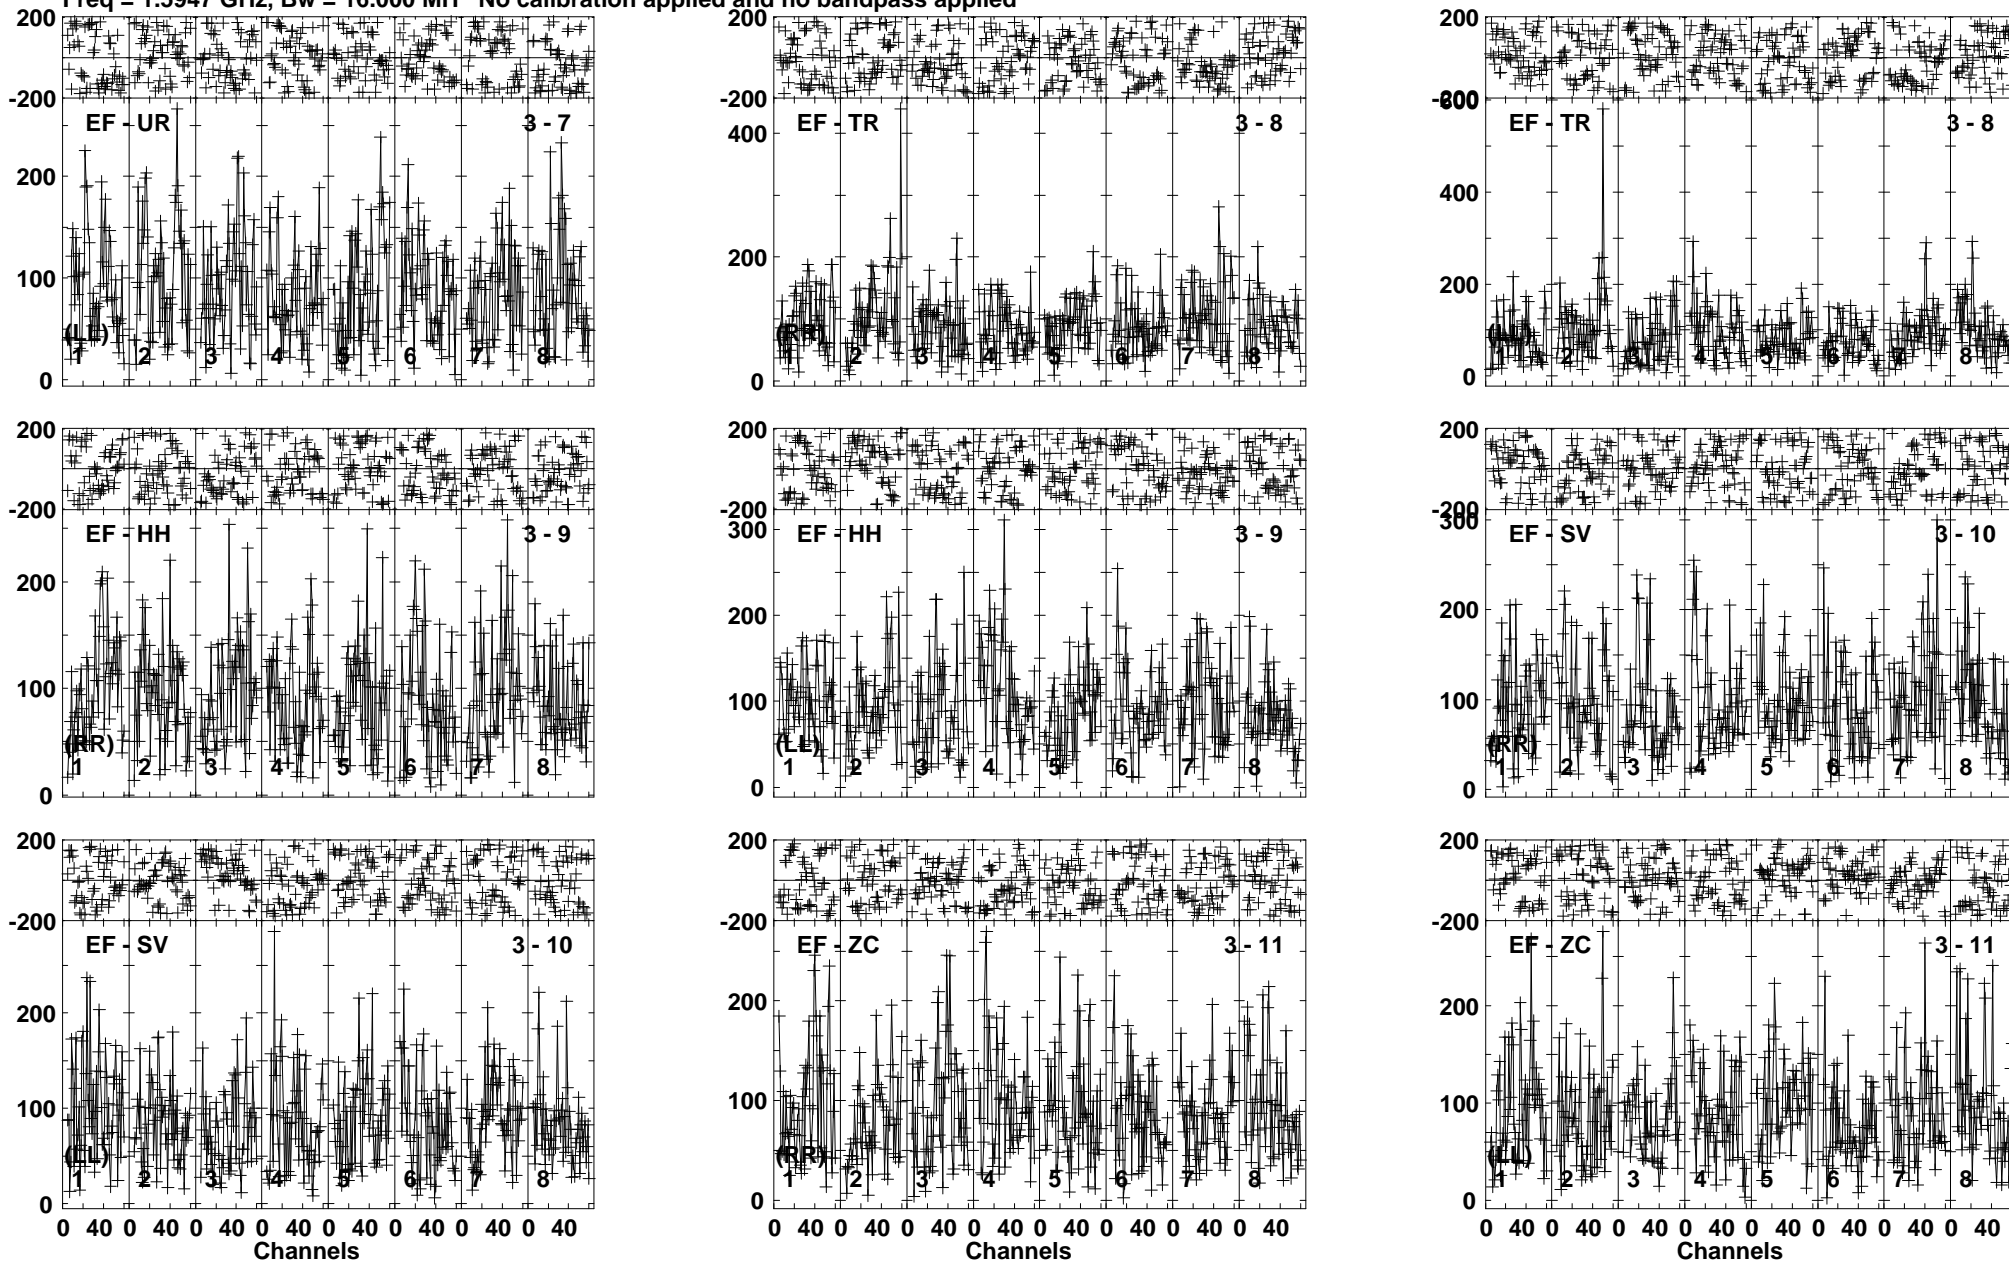 Freq = 1.5947 GHz, Bw = 16.000 MH No calibration applied and no bandpass applied
200 200 200
-200 -200 -200
EF - UR 3 - 7 EF - TR 3 - 8 EF - TR 3 - 8
200 400 600
100 200 400
0 0 200
0
(LL) (RR) (LL)
1 2 3 4 5 6 7 8 1 2 3 4 5 6 7 8 1 2 3 4 5 6 7 8
200 200 200
-200 -200 -200
EF - HH 3 - 9 EF - HH 3 - 9 EF - SV 3 - 10
200 300 300
100 200 200
0 100 100
0 0
(RR) (LL) (RR)
1 2 3 4 5 6 7 8 1 2 3 4 5 6 7 8 1 2 3 4 5 6 7 8
200 200 200
-200 -200 -200
EF - SV 3 - 10 EF - ZC 3 - 11 EF - ZC 3 - 11
200 200 200
100 100 100
(LL) (RR) (LL)
1 2 3 4 5 6 7 8 1 2 3 4 5 6 7 8 1 2 3 4 5 6 7 8
0 0 0
0 40 0 40 0 40 0 40 0 40 0 40 0 40 0 40 0 40 0 40 0 40 0 40 0 40 0 40 0 40 0 40 0 40 0 40 0 40 0 40 0 40 0 40 0 40 0 40
Channels Channels Channels